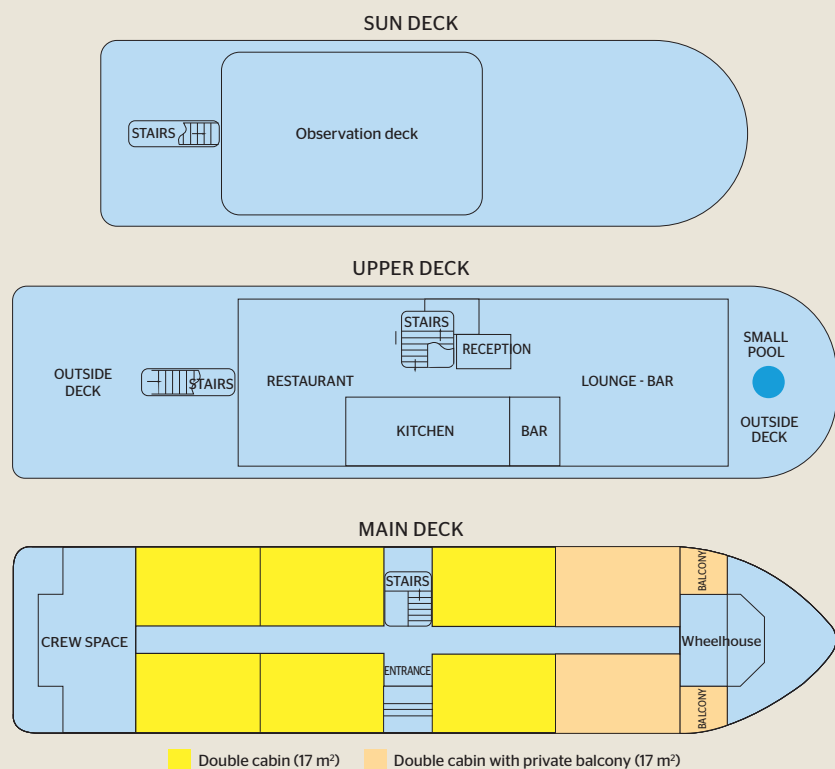 SUN DECK
STAIRS
Observation deck
UPPER DECK
STAIRS
RECEPTION
SMALL
POOL
OUTSIDE
DECK
STAIRS
RESTAURANT
LOUNGE - BAR
KITCHEN
BAR
OUTSIDE
DECK
MAIN DECK
STAIRS
BALCONY
CREW SPACE
Wheelhouse
ENTRANCE
BALCONY
Double cabin (17 m²)
Double cabin with private balcony (17 m²)